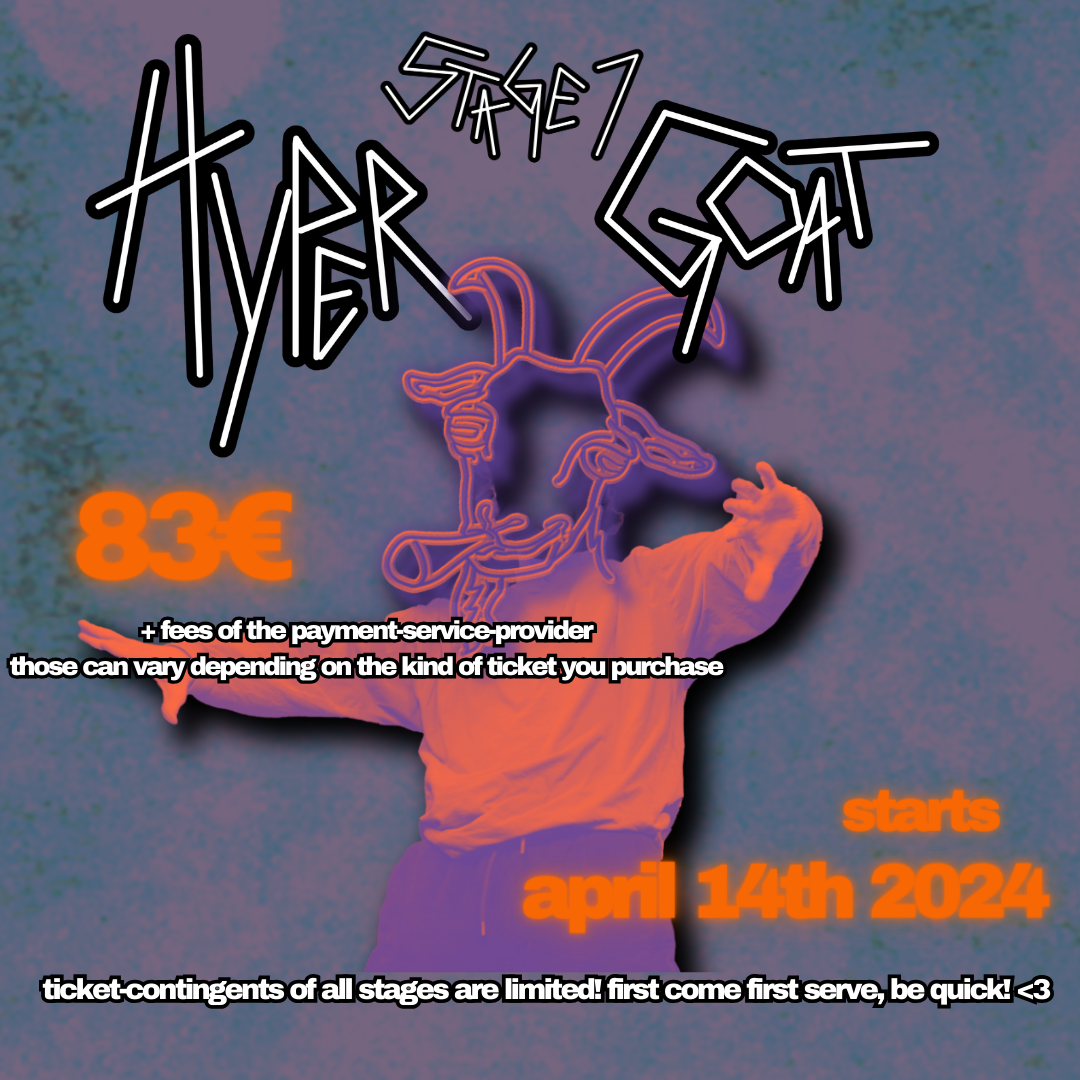 STAGE 7
HYPER GOAT
83€
+ fees of the payment-service-provider
those can vary depending on the kind of ticket you purchase
starts
april 14th 2024
ticket-contingents of all stages are limited! first come first serve, be quick! <3